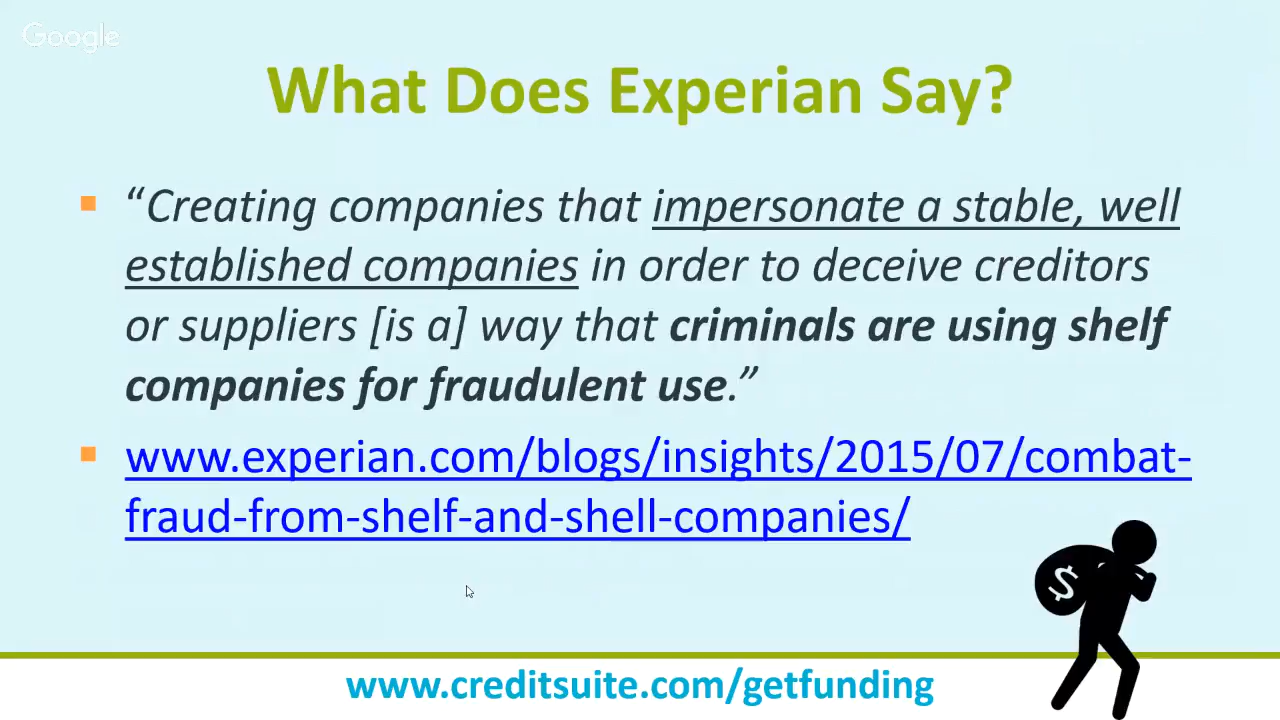 Google
What Does Experian Say?
“Creating companies that impersonate a stable, well
established companies in order to deceive creditors
or suppliers [is a] way that criminals are using shelf
companies for fraudulent use.”
www.experian.com/blogs/insights/2015/07/combat-
fraud-from-shelf-and-shell-companies/
$
www.creditsuite.com/getfunding